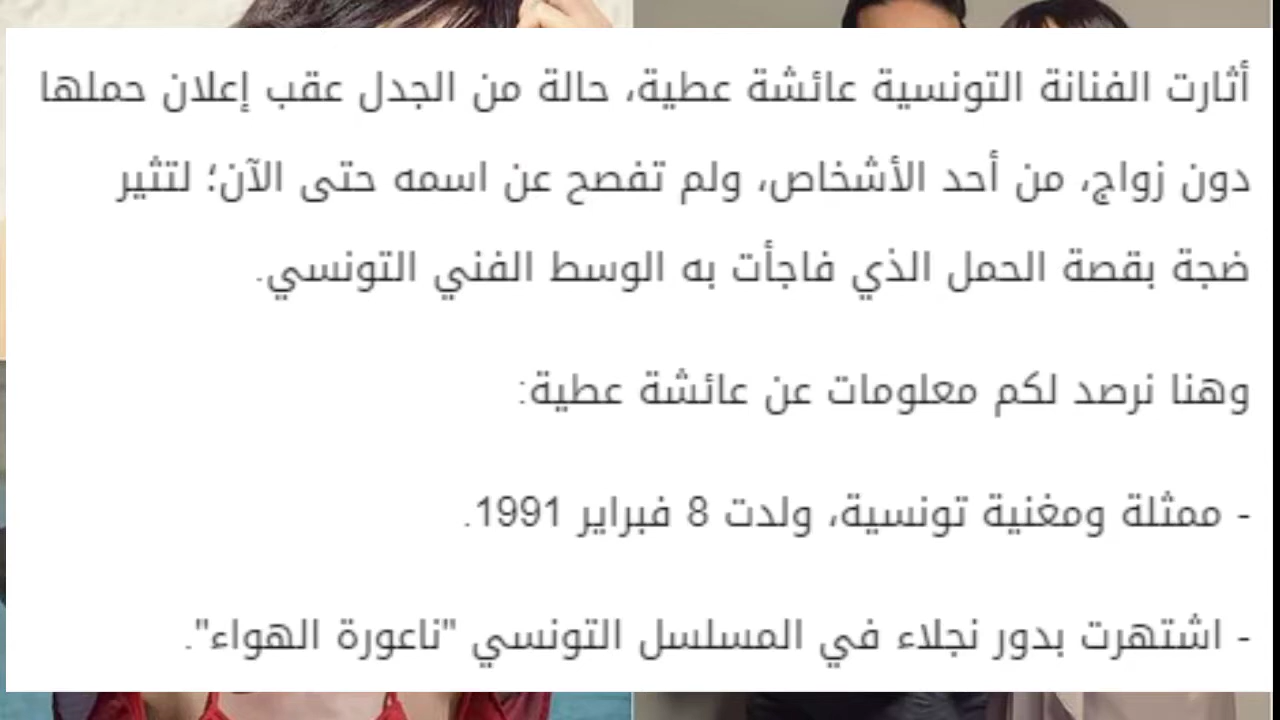 أثارت الفنانة التونسية عائشة عطية، حالة من الجدل عقب إعلان حملها
دون زواج، من أحد الأشخاص، ولم تفصح عن اسمه حتى الآن؛ لتثير
ضجة بقصة الحمل الذي فاجأت به الوسط الفني التونسي.
وهنا نرصد لكم معلومات عن عائشة عطية:
- ممثلة ومغنية تونسية، ولدت 8 فبراير 1991.
- اشتهرت بدور نجلاء في المسلسل التونسي "ناعورة الهواء".